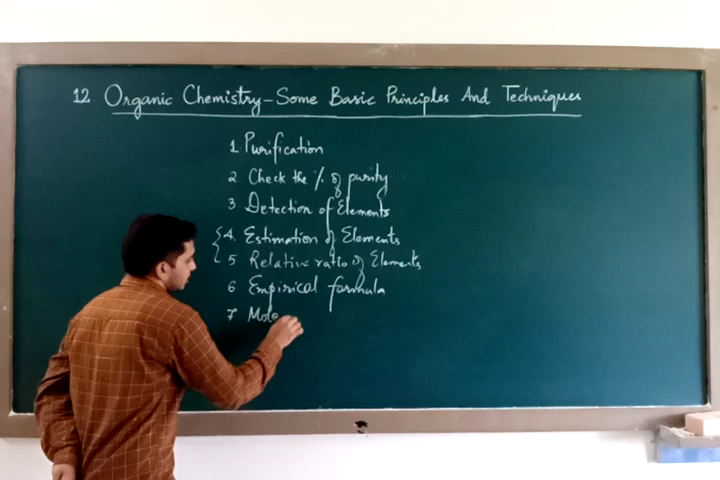 12 Organic Chemistry - Some Basic Principles And Techniques
1 Purification
2 Check the % of purity
3 Detection of Elements
4. Estimation of Elements
5 Relative ratio of Elements
6 Empirical formula
7 Mole